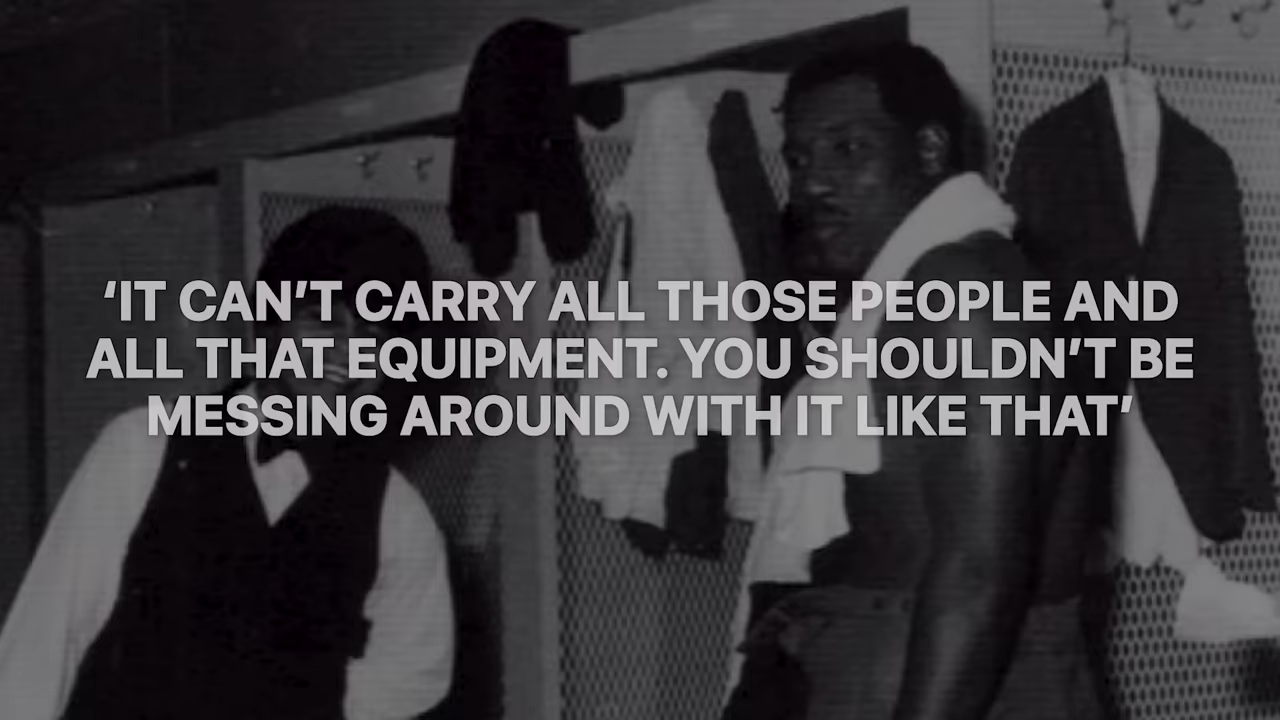 ‘IT CAN’T CARRY ALL THOSE PEOPLE AND
ALL THAT EQUIPMENT. YOU SHOULDN’T BE
MESSING AROUND WITH IT LIKE THAT’